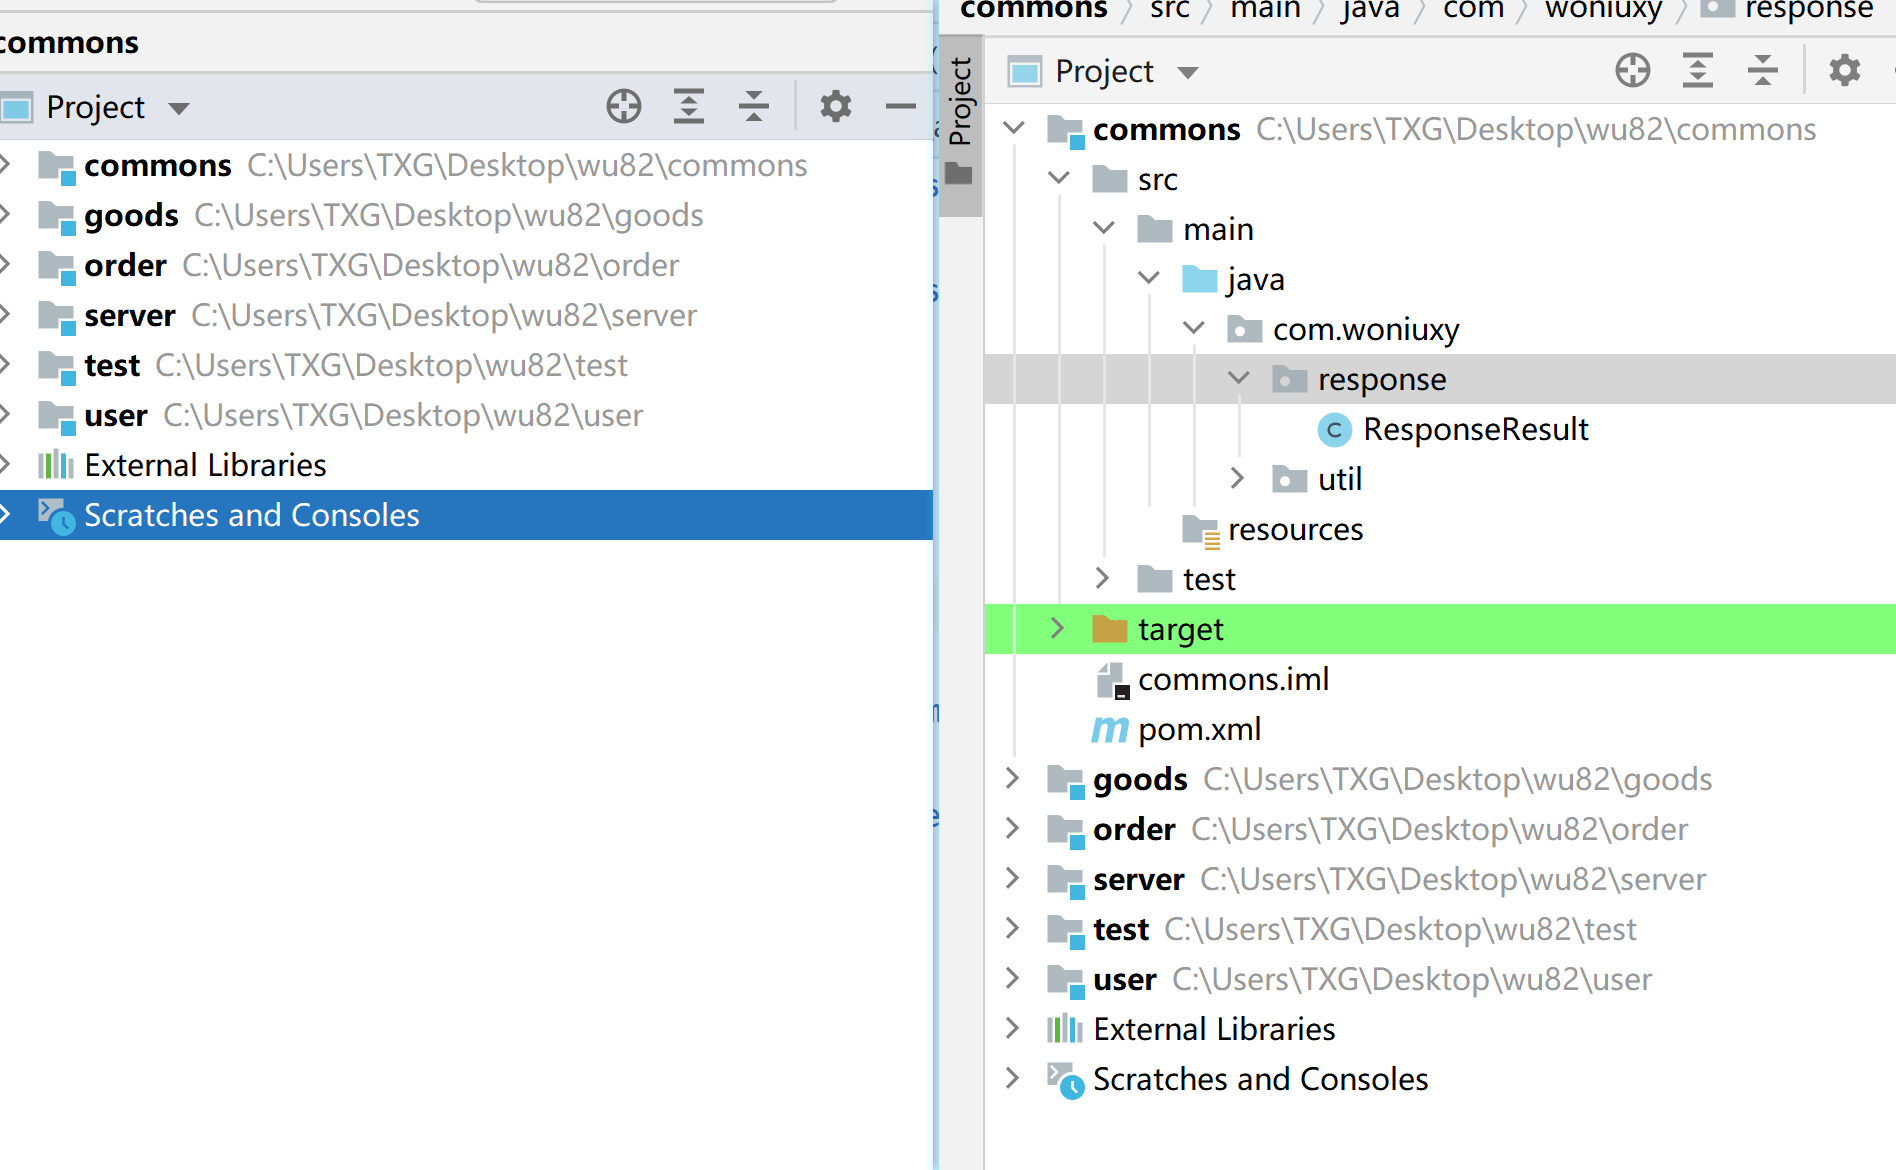 commons
Project
commons C:\Users\TXG\Desktop\wu82\commons
goods C:\Users\TXG\Desktop\wu82\goods
order C:\Users\TXG\Desktop\wu82\order
server C:\Users\TXG\Desktop\wu82\server
test C:\Users\TXG\Desktop\wu82\test
user C:\Users\TXG\Desktop\wu82\user
External Libraries
Scratches and Consoles
commons src main java com woniuxy response
Project
Project
commons C:\Users\TXG\Desktop\wu82\commons
src
main
java
com.woniuxy
response
C ResponseResult
util
resources
test
target
commons.iml
m pom.xml
goods C:\Users\TXG\Desktop\wu82\goods
order C:\Users\TXG\Desktop\wu82\order
server C:\Users\TXG\Desktop\wu82\server
test C:\Users\TXG\Desktop\wu82\test
user C:\Users\TXG\Desktop\wu82\user
External Libraries
Scratches and Consoles